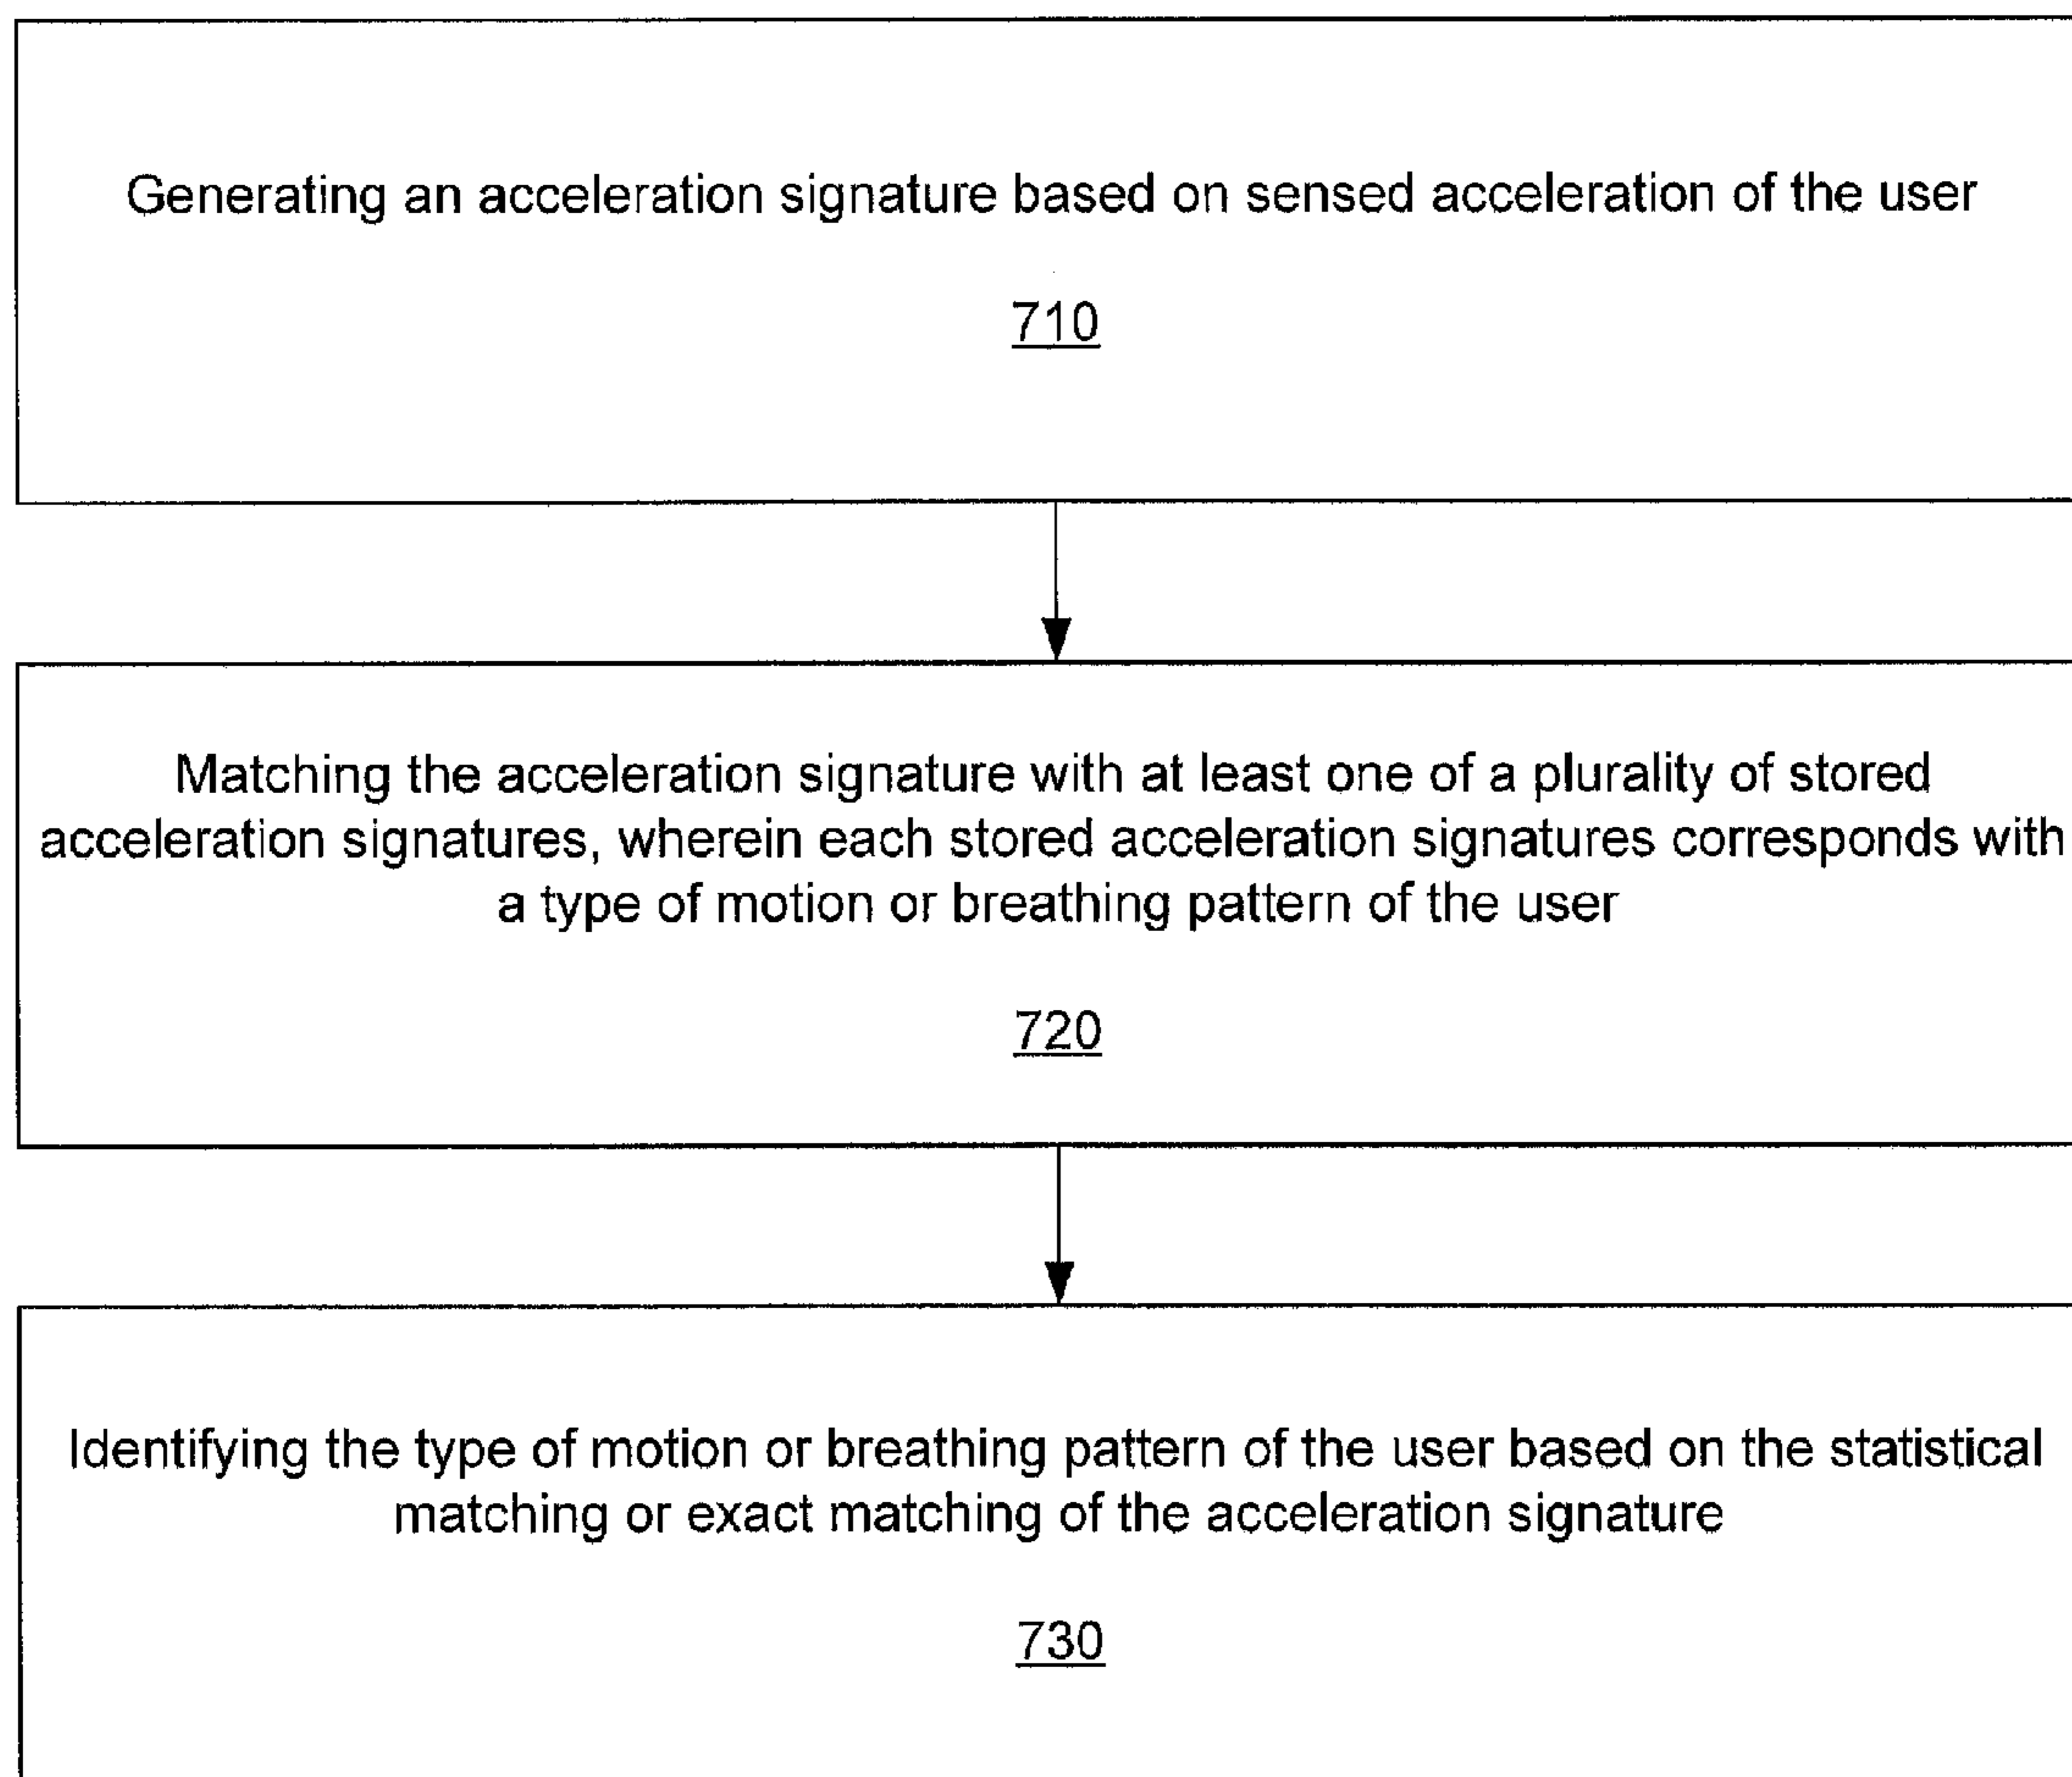 Generating an acceleration signature based on sensed acceleration of the user
710
Matching the acceleration signature with at least one of a plurality of stored
acceleration signatures, wherein each stored acceleration signatures corresponds with
a type of motion or breathing pattern of the user
720
Identifying the type of motion or breathing pattern of the user based on the statistical
matching or exact matching of the acceleration signature
730